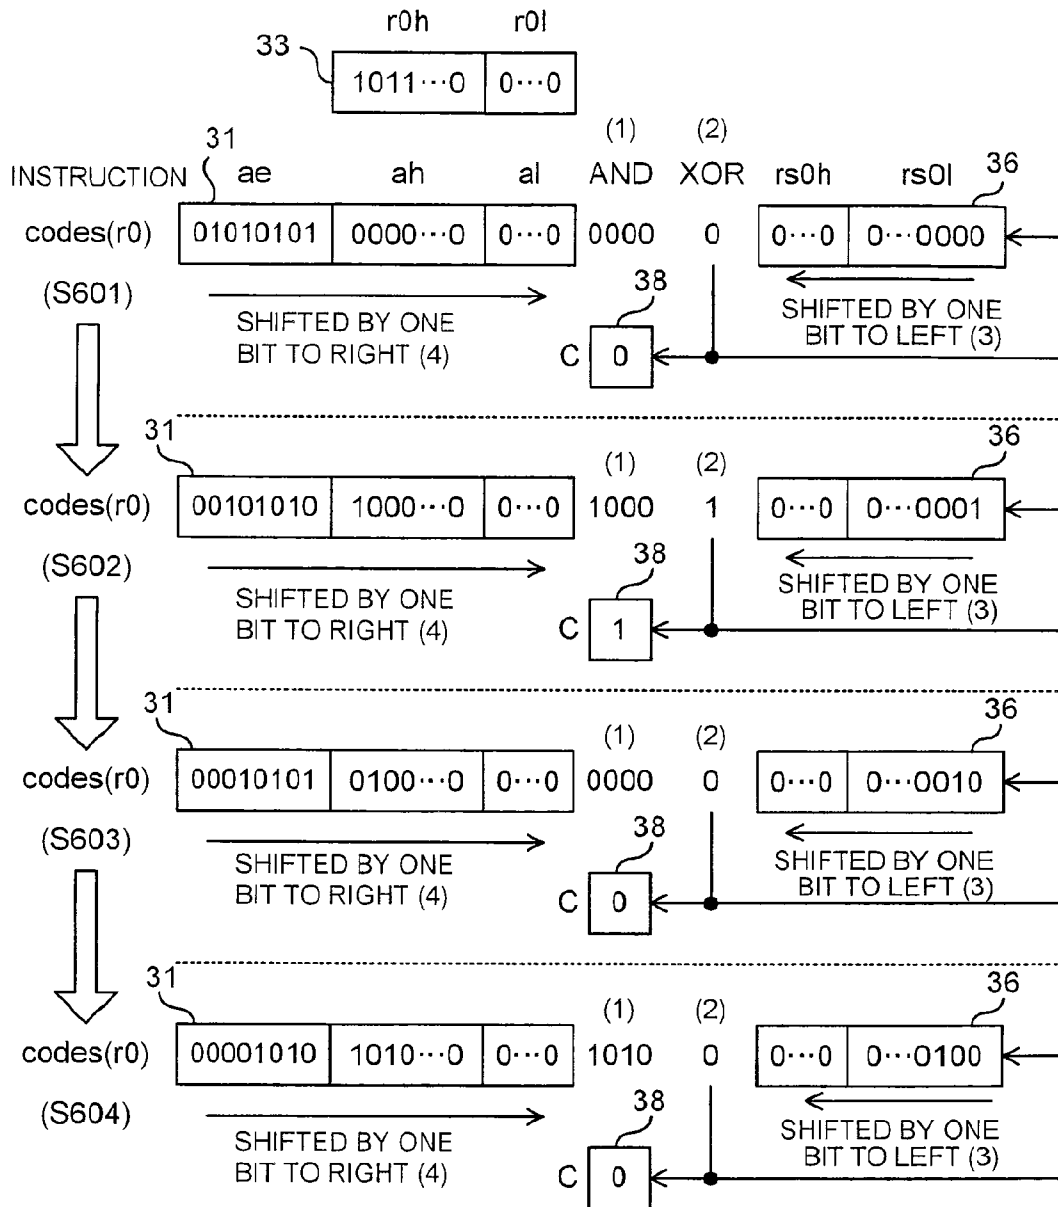 r0h r0l
33
1011···0 0···0
31 (1) (2) 36
INSTRUCTION ae ah al AND XOR rs0h rs0l
codes(r0) 01010101 0000···0 0···0 0000 0 0···0 0···0000
(S601)
38
SHIFTED BY ONE
BIT TO RIGHT (4)
C 0
SHIFTED BY ONE
BIT TO LEFT (3)
31 (1) (2) 36
codes(r0) 00101010 1000···0 0···0 1000 1 0···0 0···0001
(S602)
38
SHIFTED BY ONE
BIT TO RIGHT (4)
C 1
SHIFTED BY ONE
BIT TO LEFT (3)
31 (1) (2) 36
codes(r0) 00010101 0100···0 0···0 0000 0 0···0 0···0010
(S603)
38
SHIFTED BY ONE
BIT TO RIGHT (4)
C 0
SHIFTED BY ONE
BIT TO LEFT (3)
31 (1) (2) 36
codes(r0) 00001010 1010···0 0···0 1010 0 0···0 0···0100
(S604)
38
SHIFTED BY ONE
BIT TO RIGHT (4)
C 0
SHIFTED BY ONE
BIT TO LEFT (3)